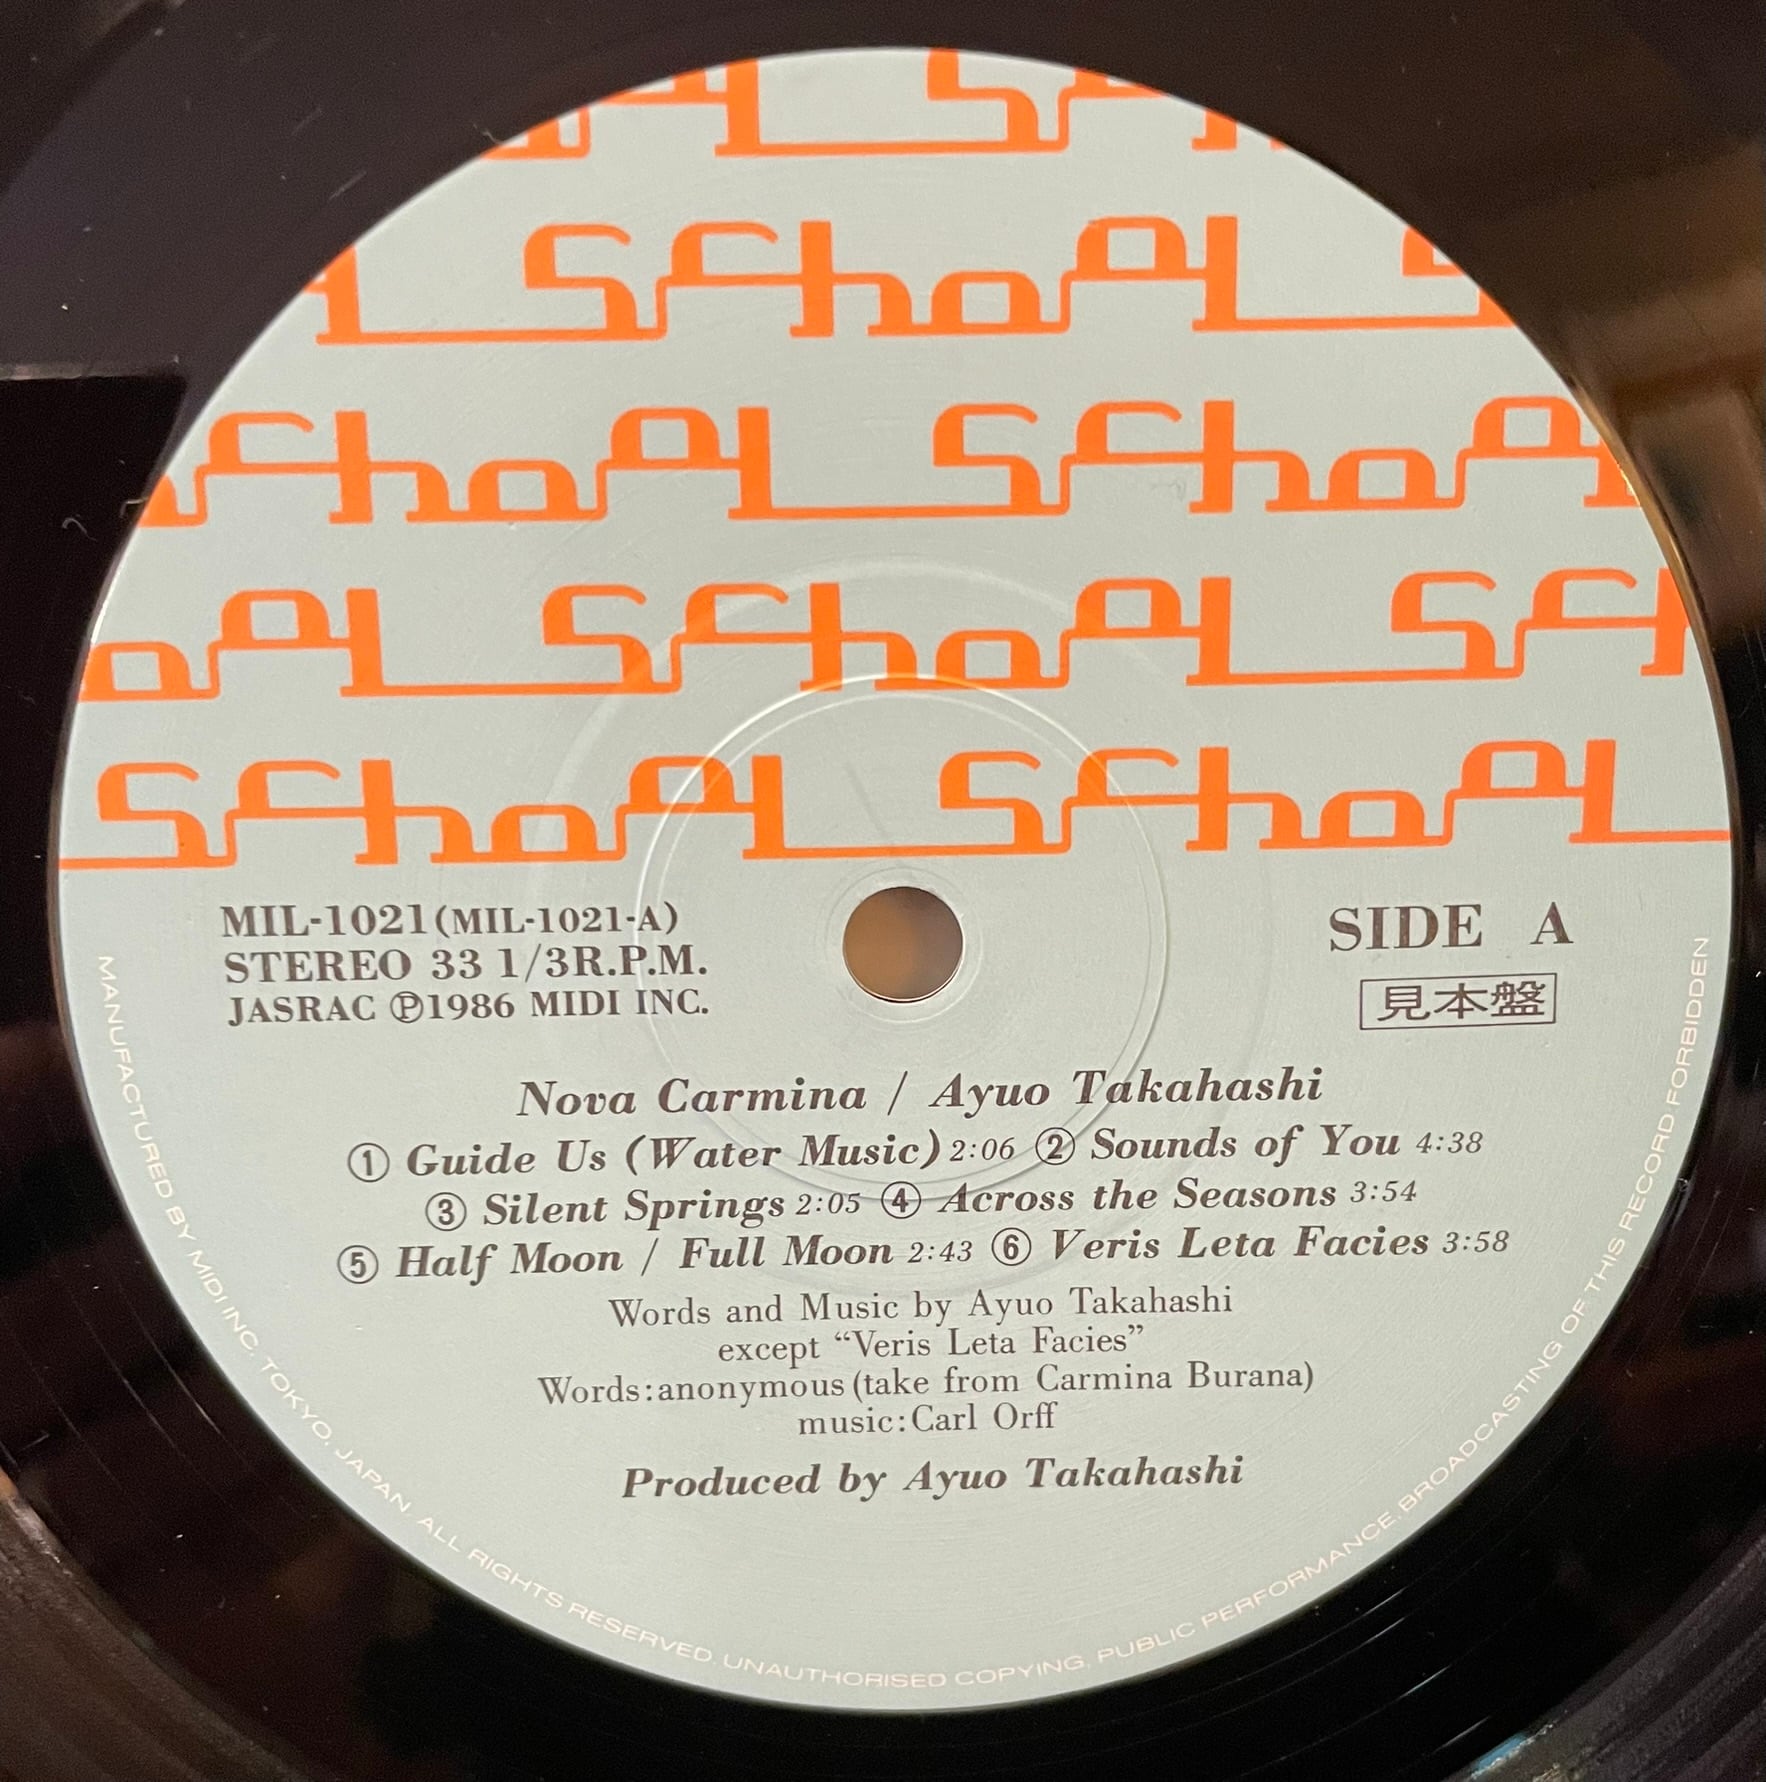 School
School
School School
School
School School
MIL-1021(MIL-1021-A)
STEREO 33 1/3R.P.M.
JASRAC Ⓟ1986 MIDI INC.
SIDE A
見本盤
Nova Carmina / Ayuo Takahashi
① Guide Us (Water Music) 2:06 ② Sounds of You 4:38
③ Silent Springs 2:05 ④ Across the Seasons 3:54
⑤ Half Moon / Full Moon 2:43 ⑥ Veris Leta Facies 3:58
Words and Music by Ayuo Takahashi
except “Veris Leta Facies”
Words:anonymous (take from Carmina Burana)
music:Carl Orff
Produced by Ayuo Takahashi
MANUFACTURED BY MIDI INC. TOKYO, JAPAN. ALL RIGHTS RESERVED. UNAUTHORISED COPYING, PUBLIC PERFORMANCE, BROADCASTING OF THIS RECORD FORBIDDEN